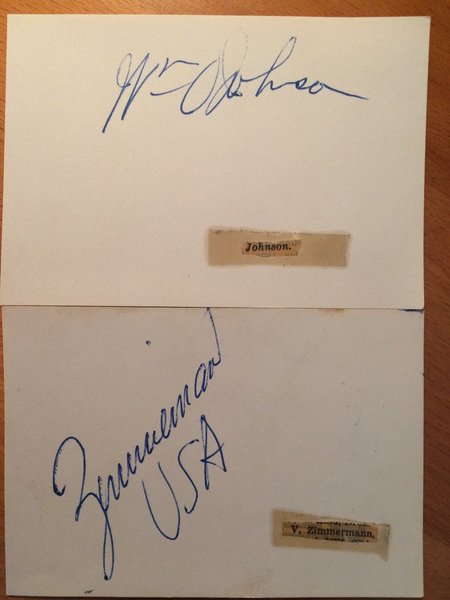 Wm O Johnson
Johnson.
Zimmerman
USA
V. Zimmermann,